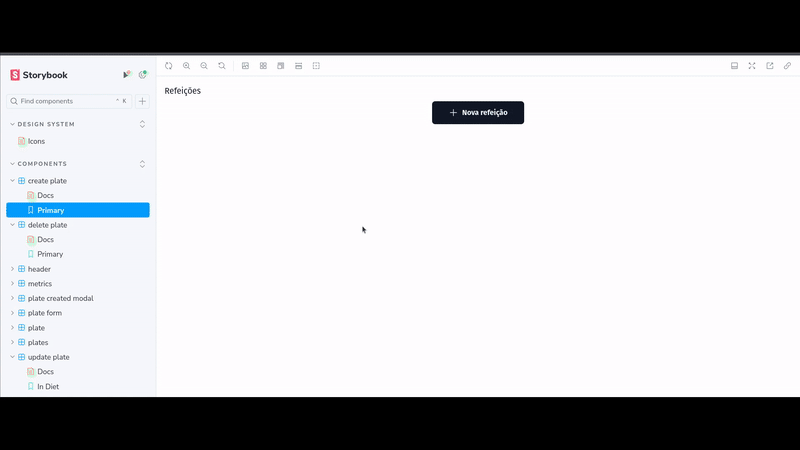 Storybook
Find components
^ K
DESIGN SYSTEM
Icons
COMPONENTS
create plate
Docs
Primary
delete plate
Docs
Primary
header
metrics
plate created modal
plate form
plate
plates
update plate
Docs
In Diet
Refeições
Nova refeição